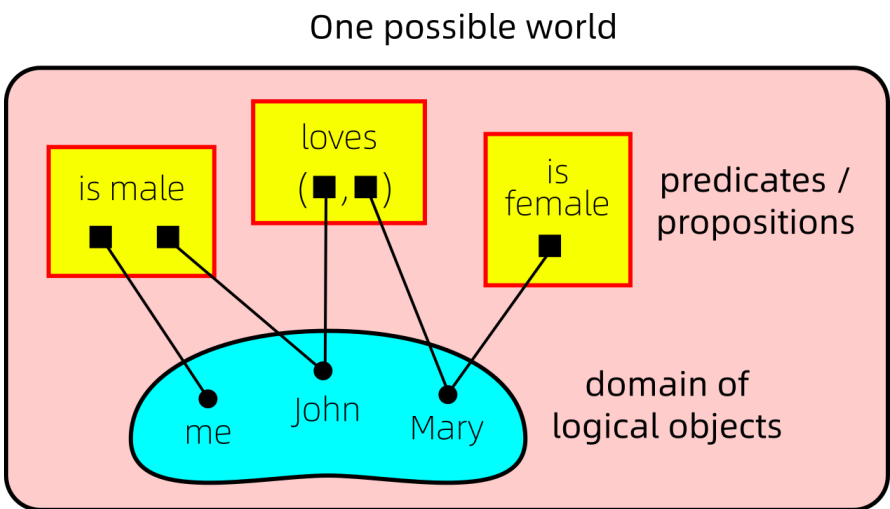 One possible world
is male
loves
( , )
is
female
predicates /
propositions
me
John
Mary
domain of
logical objects